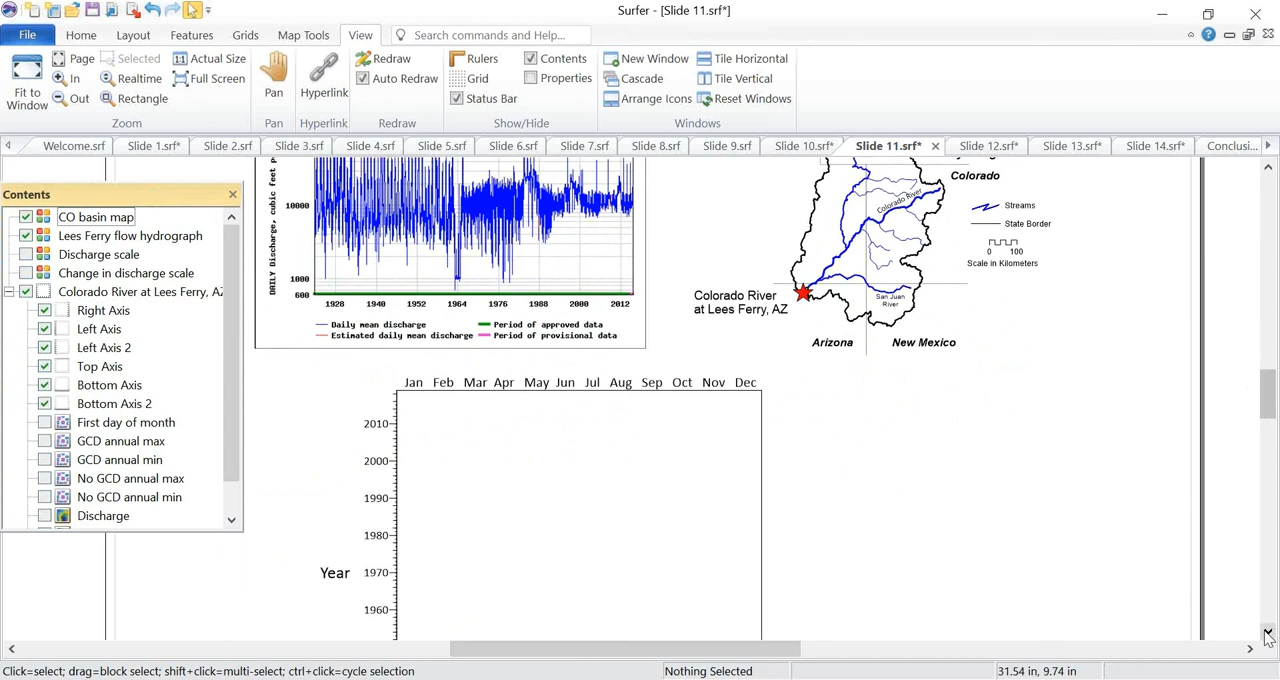 Surfer - [Slide 11.srf*]
File Home Layout Features Grids Map Tools View Search commands and Help...
Fit to Window
Page Selected Actual Size
In Realtime Full Screen
Out Rectangle
Zoom
Pan
Pan
Hyperlink
Hyperlink
Redraw
Auto Redraw
Redraw
Rulers Contents
Grid Properties
Status Bar
Show/Hide
New Window Tile Horizontal
Cascade Tile Vertical
Arrange Icons Reset Windows
Windows
Welcome.srf Slide 1.srf* Slide 2.srf Slide 3.srf Slide 4.srf Slide 5.srf Slide 6.srf Slide 7.srf Slide 8.srf Slide 9.srf Slide 10.srf* Slide 11.srf* Slide 12.srf* Slide 13.srf* Slide 14.srf* Conclusi...
Contents
CO basin map
Lees Ferry flow hydrograph
Discharge scale
Change in discharge scale
Colorado River at Lees Ferry, AZ
Right Axis
Left Axis
Left Axis 2
Top Axis
Bottom Axis
Bottom Axis 2
First day of month
GCD annual max
GCD annual min
No GCD annual max
No GCD annual min
Discharge
DAILY Discharge, cubic feet
10000
1000
600
1928 1940 1952 1964 1976 1988 2000 2012
Daily mean discharge
Estimated daily mean discharge
Period of approved data
Period of provisional data
Colorado
Colorado River
Streams
State Border
0 100
Scale in Kilometers
Colorado River
at Lees Ferry, AZ
San Juan
River
Arizona New Mexico
Jan Feb Mar Apr May Jun Jul Aug Sep Oct Nov Dec
2010
2000
1990
1980
Year
1970
1960
Click=select; drag=block select; shift+click=multi-select; ctrl+click=cycle selection Nothing Selected 31.54 in, 9.74 in